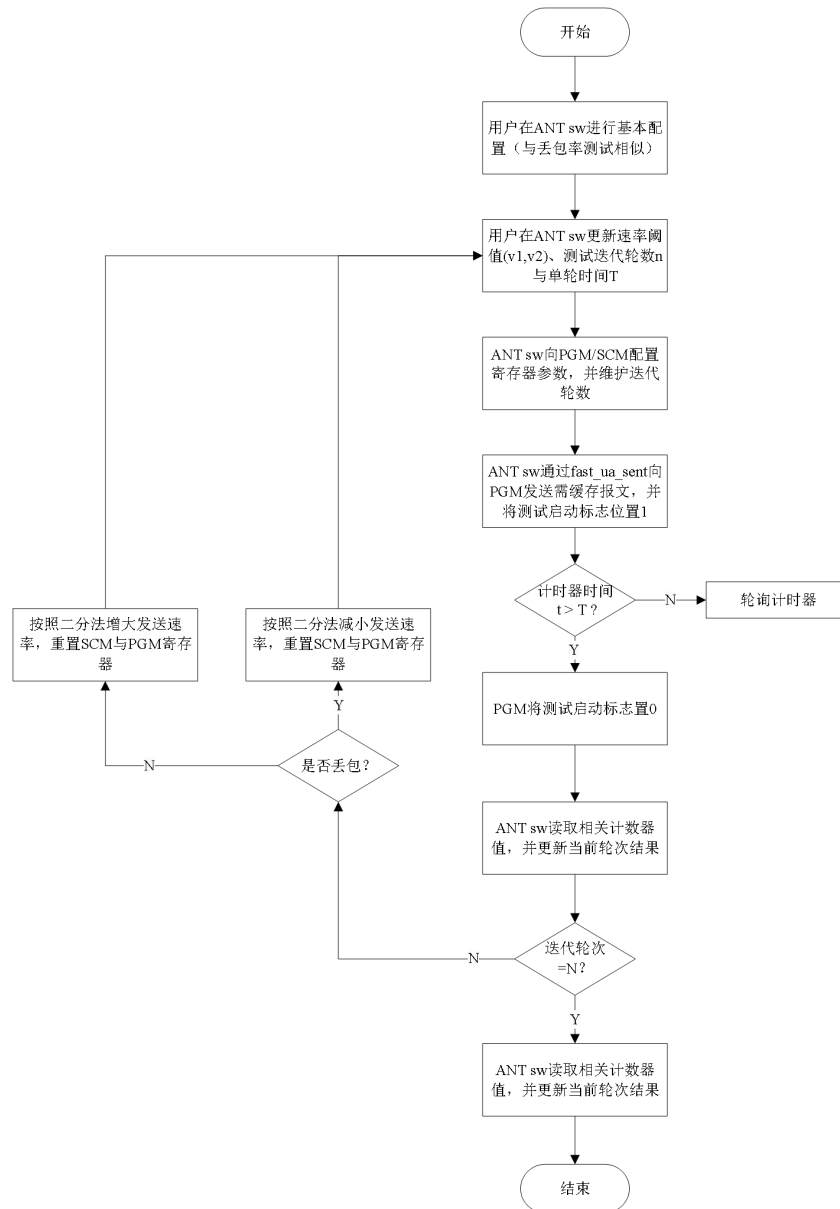 开始
用户在ANT sw进行基本配
置（与丢包率测试相似）
用户在ANT sw更新速率阈
值(v1,v2)、测试迭代轮数n
与单轮时间T
ANT sw向PGM/SCM配置
寄存器参数，并维护迭代
轮数
ANT sw通过fast_ua_sent向
PGM发送需缓存报文，并
将测试启动标志位置1
计时器时间
t > T？
N
轮询计时器
Y
按照二分法增大发送速
率，重置SCM与PGM寄存
器
按照二分法减小发送速
率，重置SCM与PGM寄存
器
PGM将测试启动标志置0
Y
是否丢包？
N
ANT sw读取相关计数器
值，并更新当前轮次结果
迭代轮次
=N？
N
Y
ANT sw读取相关计数器
值，并更新当前轮次结果
结束